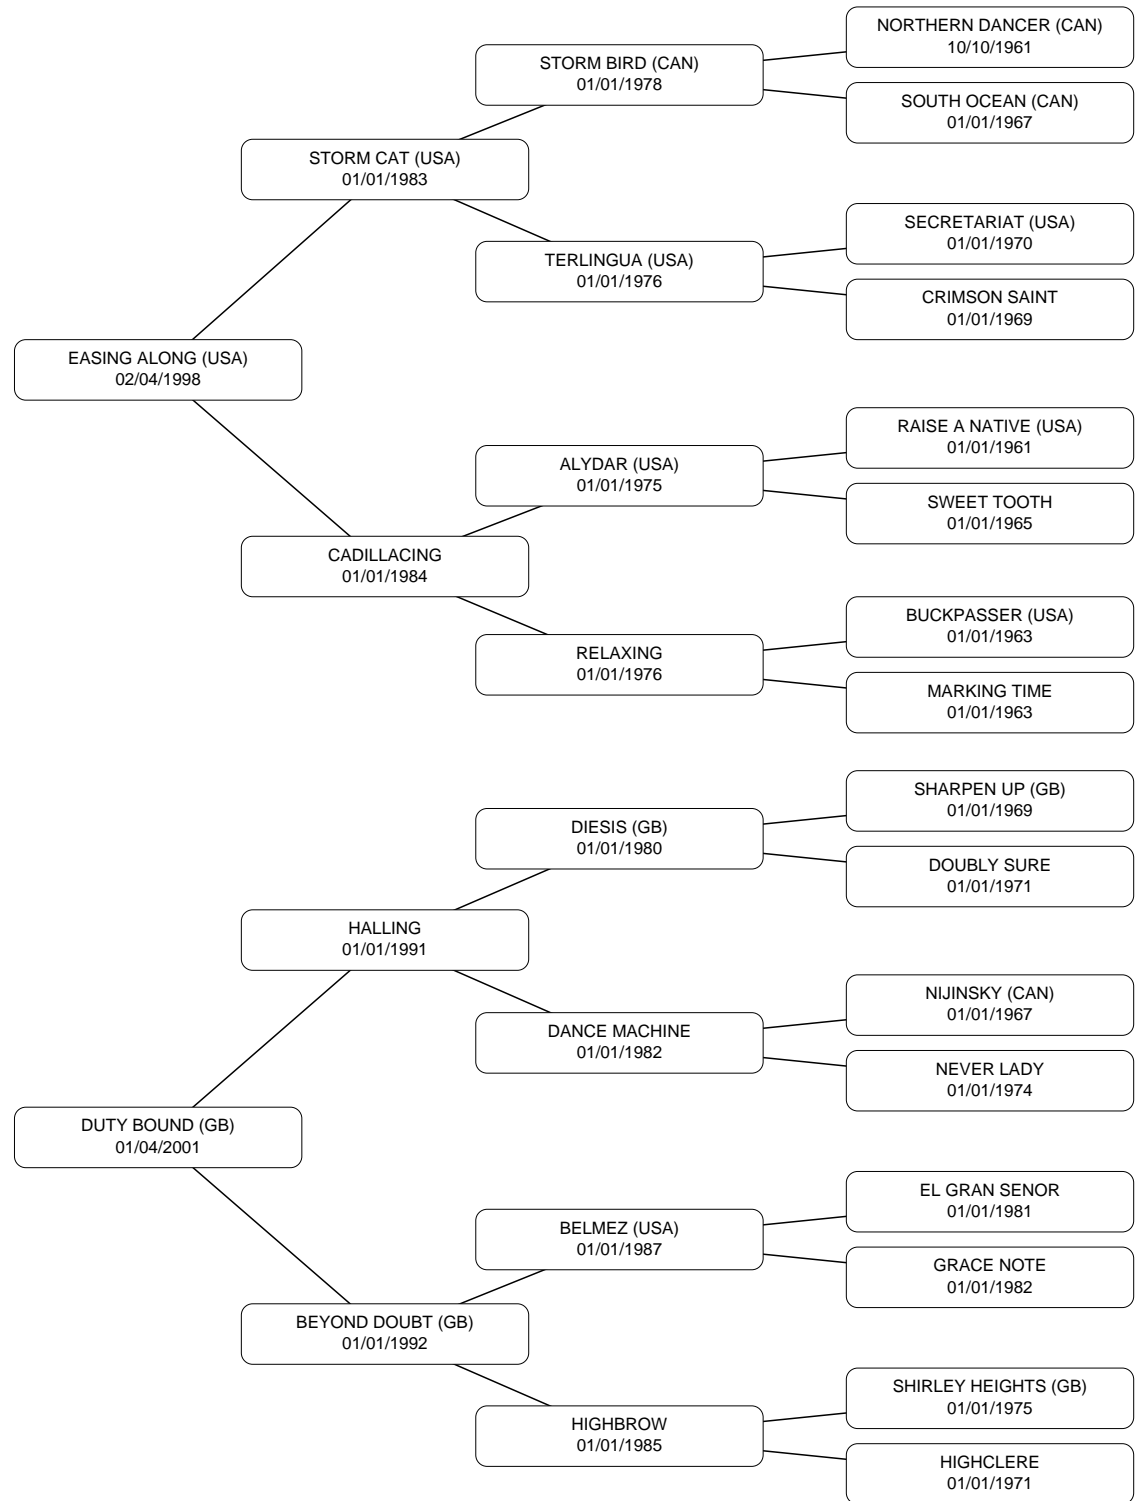 NORTHERN DANCER (CAN)
10/10/1961
STORM BIRD (CAN)
01/01/1978
SOUTH OCEAN (CAN)
01/01/1967
STORM CAT (USA)
01/01/1983
SECRETARIAT (USA)
01/01/1970
TERLINGUA (USA)
01/01/1976
CRIMSON SAINT
01/01/1969
EASING ALONG (USA)
02/04/1998
RAISE A NATIVE (USA)
01/01/1961
ALYDAR (USA)
01/01/1975
SWEET TOOTH
01/01/1965
CADILLACING
01/01/1984
BUCKPASSER (USA)
01/01/1963
RELAXING
01/01/1976
MARKING TIME
01/01/1963
SHARPEN UP (GB)
01/01/1969
DIESIS (GB)
01/01/1980
DOUBLY SURE
01/01/1971
HALLING
01/01/1991
NIJINSKY (CAN)
01/01/1967
DANCE MACHINE
01/01/1982
NEVER LADY
01/01/1974
DUTY BOUND (GB)
01/04/2001
EL GRAN SENOR
01/01/1981
BELMEZ (USA)
01/01/1987
GRACE NOTE
01/01/1982
BEYOND DOUBT (GB)
01/01/1992
SHIRLEY HEIGHTS (GB)
01/01/1975
HIGHBROW
01/01/1985
HIGHCLERE
01/01/1971